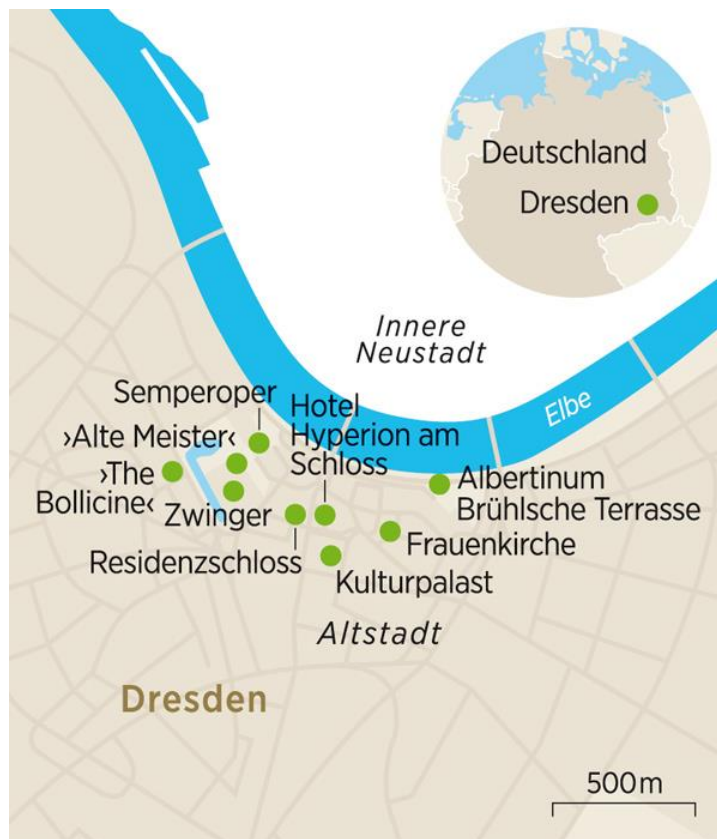 Deutschland
Dresden
Innere
Neustadt
Elbe
Semperoper
Hotel
Hyperion am
Schloss
›Alte Meister‹
›The
Bollicine‹
Zwinger
Albertinum
Brühlsche Terrasse
Residenzschloss
Frauenkirche
Kulturpalast
Altstadt
Dresden
500 m